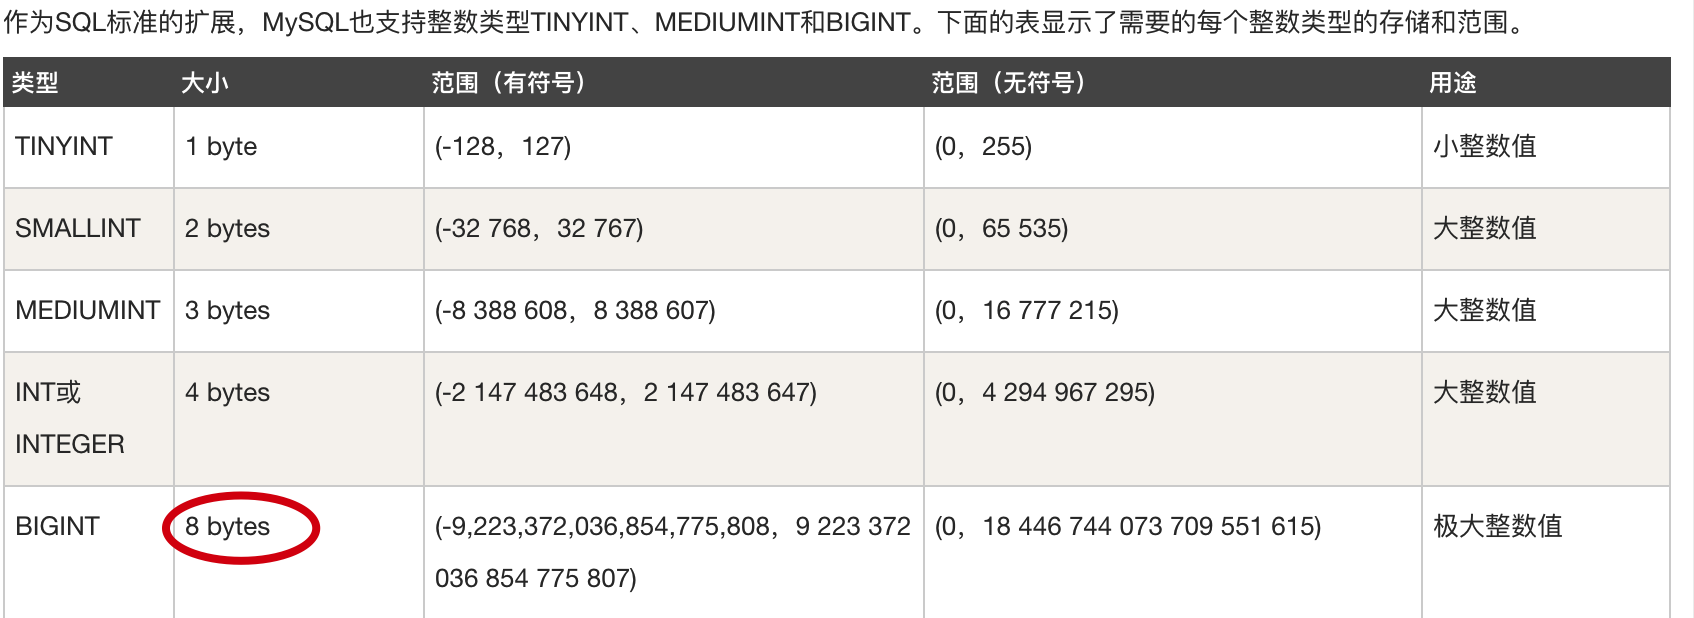 作为SQL标准的扩展，MySQL也支持整数类型TINYINT、MEDIUMINT和BIGINT。下面的表显示了需要的每个整数类型的存储和范围。
类型 大小 范围（有符号） 范围（无符号） 用途
TINYINT 1 byte (-128，127) (0，255) 小整数值
SMALLINT 2 bytes (-32 768，32 767) (0，65 535) 大整数值
MEDIUMINT 3 bytes (-8 388 608，8 388 607) (0，16 777 215) 大整数值
INT或 4 bytes (-2 147 483 648，2 147 483 647) (0，4 294 967 295) 大整数值
INTEGER
BIGINT 8 bytes (-9,223,372,036,854,775,808，9 223 372 (0，18 446 744 073 709 551 615) 极大整数值
036 854 775 807)